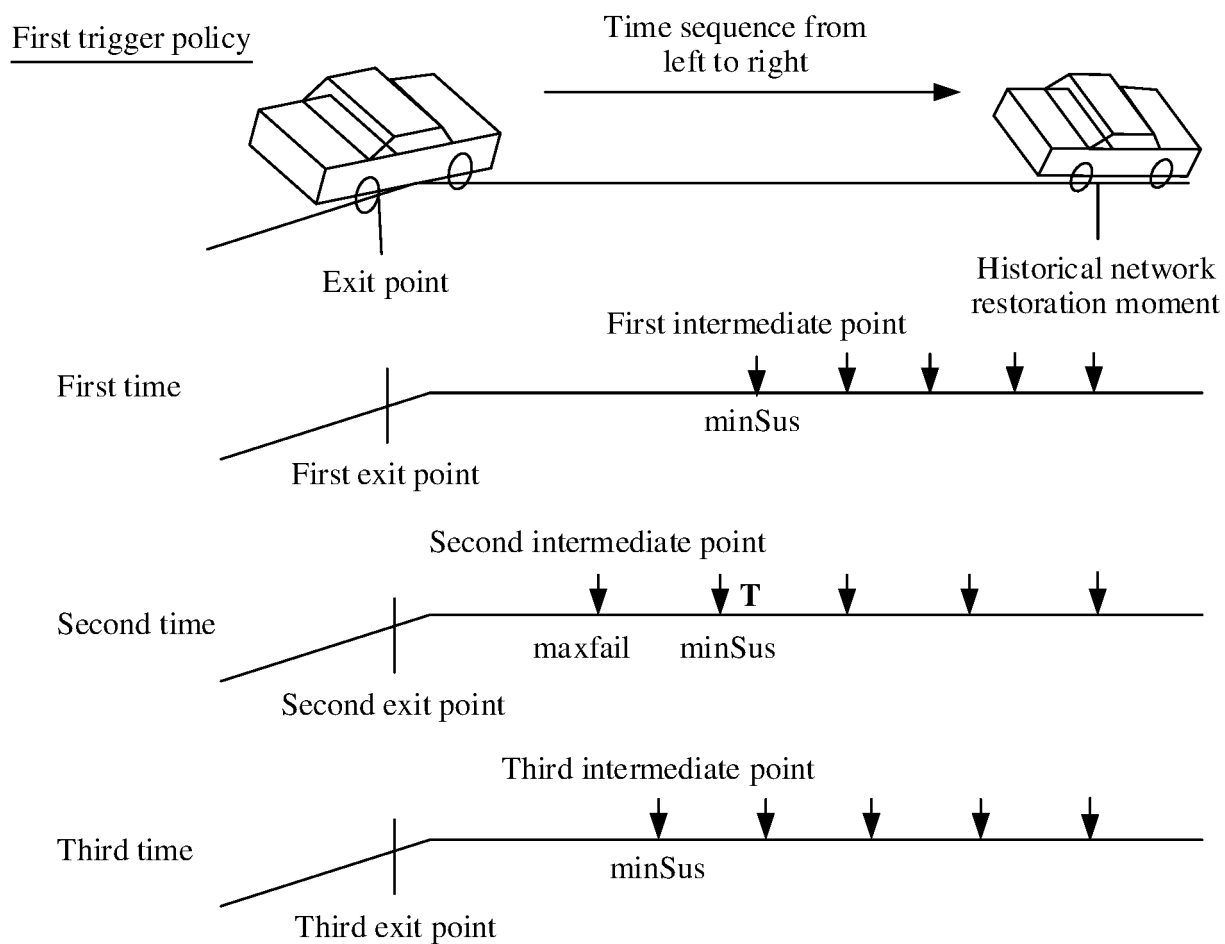 First trigger policy
Time sequence from
left to right
Exit point
Historical network
restoration moment
First intermediate point
First time
minSus
First exit point
Second intermediate point
T
Second time
maxfail
minSus
Second exit point
Third intermediate point
Third time
minSus
Third exit point